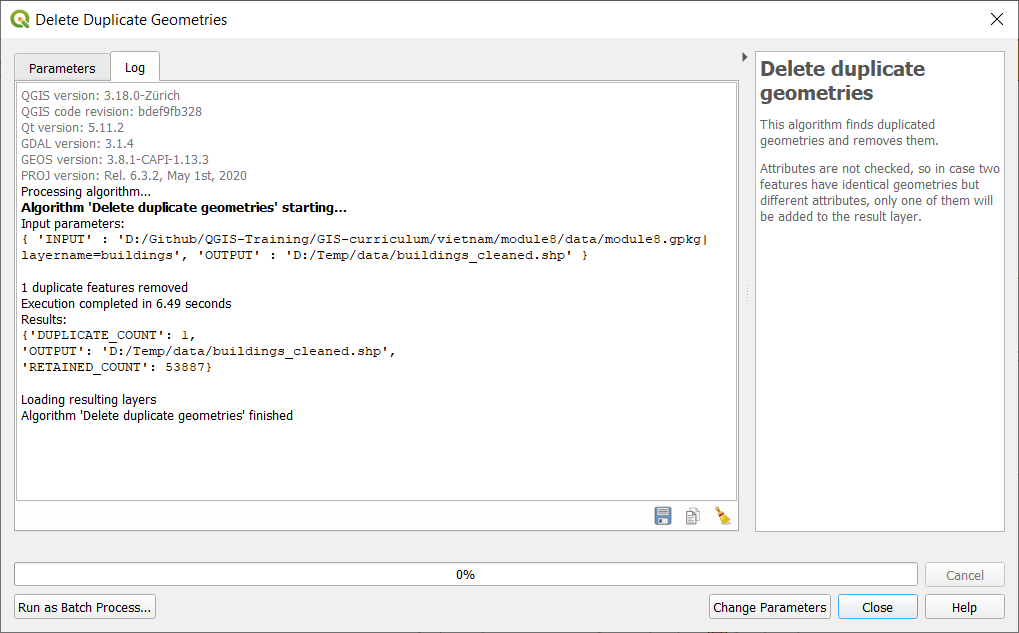 Delete Duplicate Geometries
Parameters
Log
QGIS version: 3.18.0-Zürich
QGIS code revision: bdef9fb328
Qt version: 5.11.2
GDAL version: 3.1.4
GEOS version: 3.8.1-CAPI-1.13.3
PROJ version: Rel. 6.3.2, May 1st, 2020
Processing algorithm...
Algorithm 'Delete duplicate geometries' starting...
Input parameters:
{ 'INPUT' : 'D:/Github/QGIS-Training/GIS-curriculum/vietnam/module8/data/module8.gpkg|
layername=buildings', 'OUTPUT' : 'D:/Temp/data/buildings_cleaned.shp' }
1 duplicate features removed
Execution completed in 6.49 seconds
Results:
{'DUPLICATE_COUNT': 1,
'OUTPUT': 'D:/Temp/data/buildings_cleaned.shp',
'RETAINED_COUNT': 53887}
Loading resulting layers
Algorithm 'Delete duplicate geometries' finished
Delete duplicate
geometries
This algorithm finds duplicated
geometries and removes them.
Attributes are not checked, so in case two
features have identical geometries but
different attributes, only one of them will
be added to the result layer.
0%
Cancel
Run as Batch Process...
Change Parameters
Close
Help